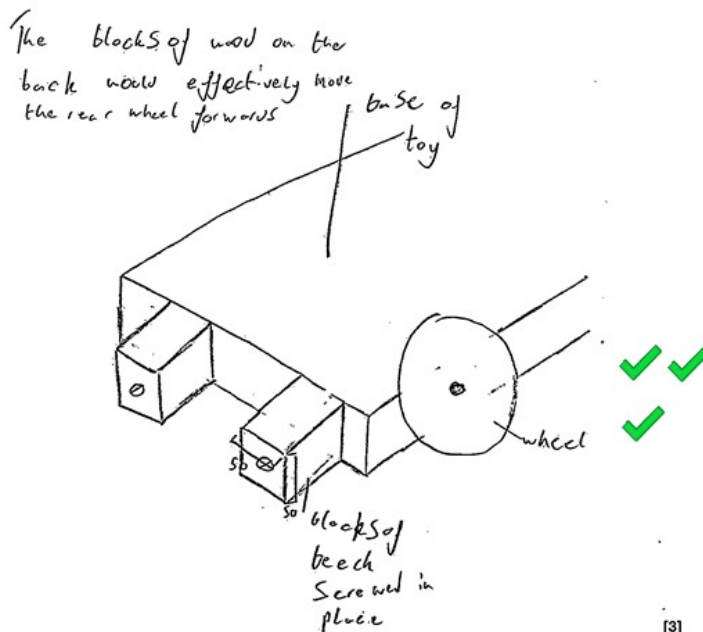 The blocks of wood on the
back would effectively move
the rear wheel forwards
base of
toy
wheel
50
50
blocks of
beech
Screwed in
place
[3]